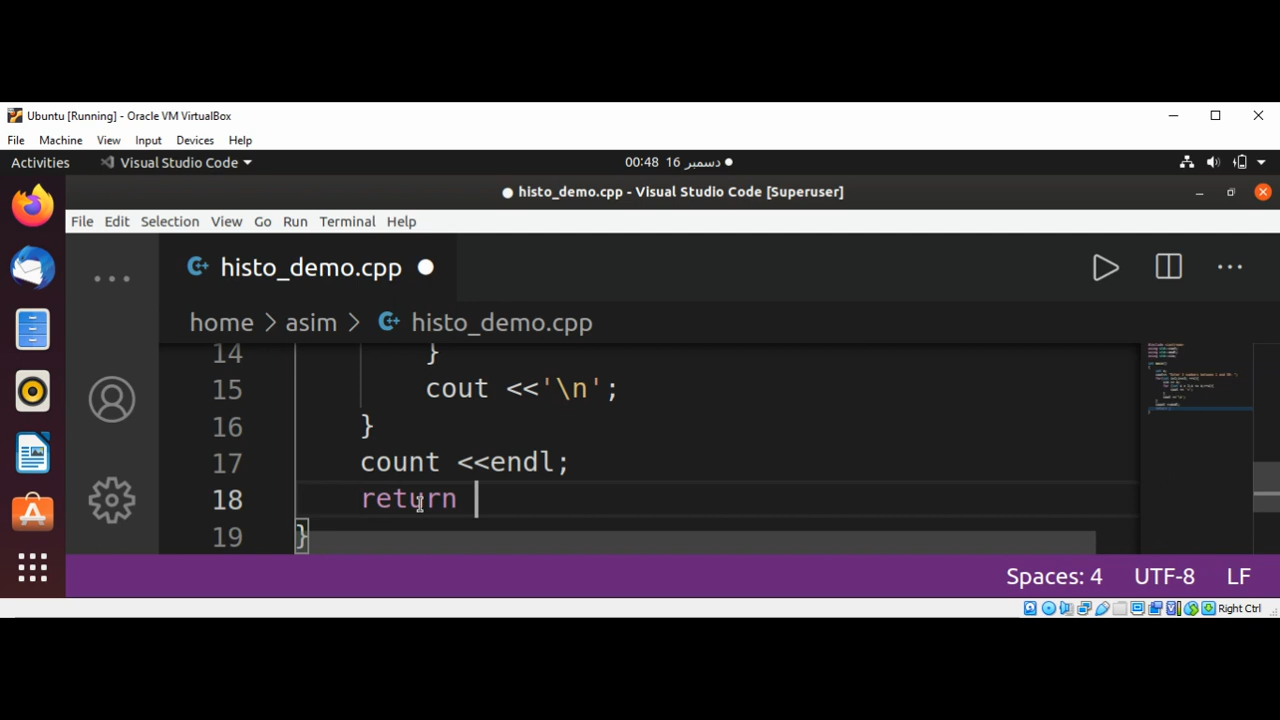 Ubuntu [Running] - Oracle VM VirtualBox
File Machine View Input Devices Help
Activities Visual Studio Code 00:48 16 دسمبر
histo_demo.cpp - Visual Studio Code [Superuser]
File Edit Selection View Go Run Terminal Help
histo_demo.cpp
home > asim > histo_demo.cpp
14 }
15 cout <<'\n';
16 }
17 count <<endl;
18 return
19 }
Spaces: 4 UTF-8 LF
Right Ctrl